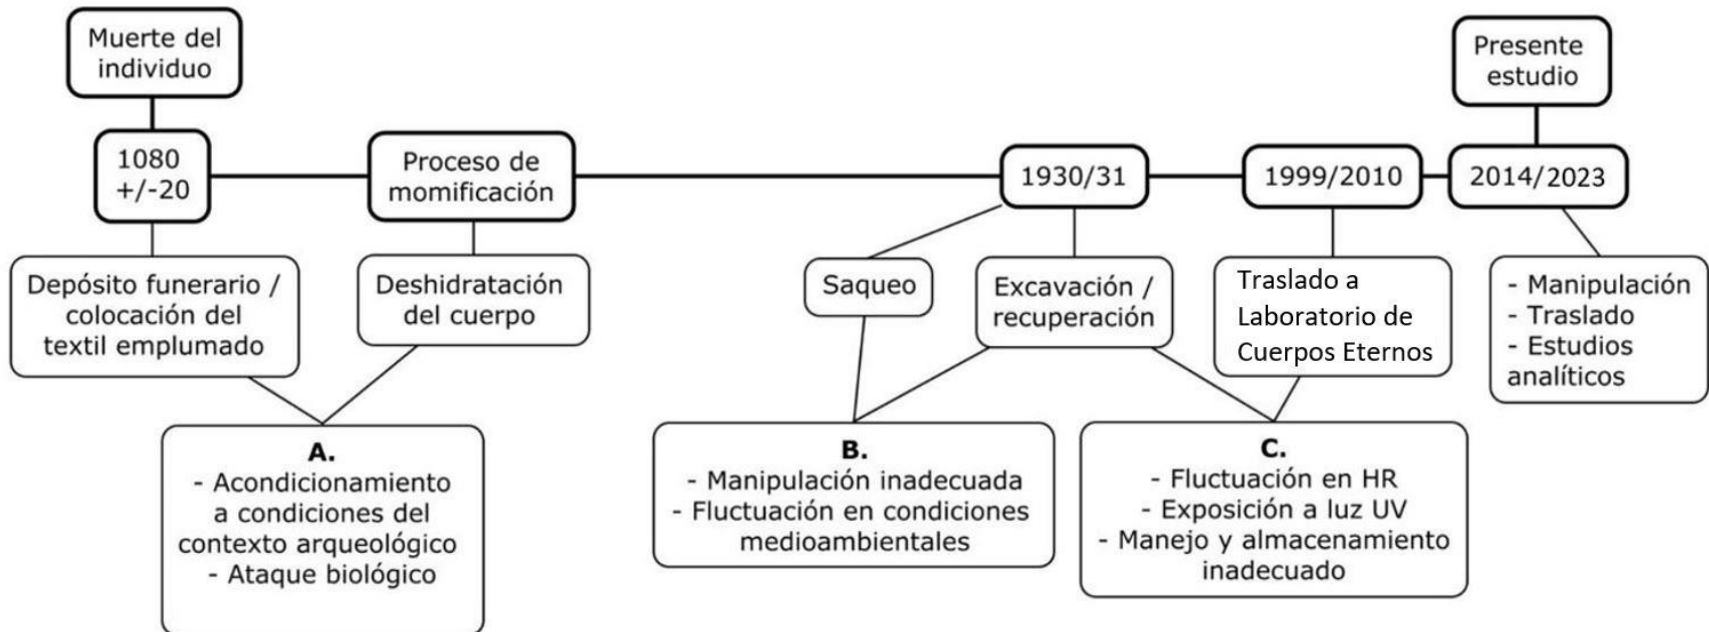 Muerte del
individuo
Presente
estudio
1080
+/-20
Proceso de
momificación
1930/31
1999/2010
2014/2023
Depósito funerario /
colocación del
textil emplumado
Deshidratación
del cuerpo
Saqueo
Excavación /
recuperación
Traslado a
Laboratorio de
Cuerpos Eternos
- Manipulación
- Traslado
- Estudios
analíticos
A.
- Acondicionamiento
a condiciones del
contexto arqueológico
- Ataque biológico
B.
- Manipulación inadecuada
- Fluctuación en condiciones
medioambientales
C.
- Fluctuación en HR
- Exposición a luz UV
- Manejo y almacenamiento
inadecuado